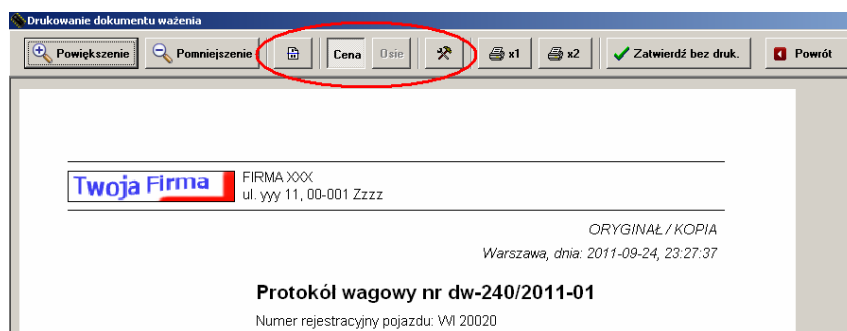 Drukowanie dokumentu ważenia
Powiększenie Pomniejszenie Cena Osie x1 x2 Zatwierdź bez druk. Powrót
Twoja Firma
FIRMA XXX
ul. yyy 11, 00-001 Zzzz
ORYGINAŁ / KOPIA
Warszawa, dnia: 2011-09-24, 23:27:37
Protokól wagowy nr dw-240/2011-01
Numer rejestracyjny pojazdu: WI 20020